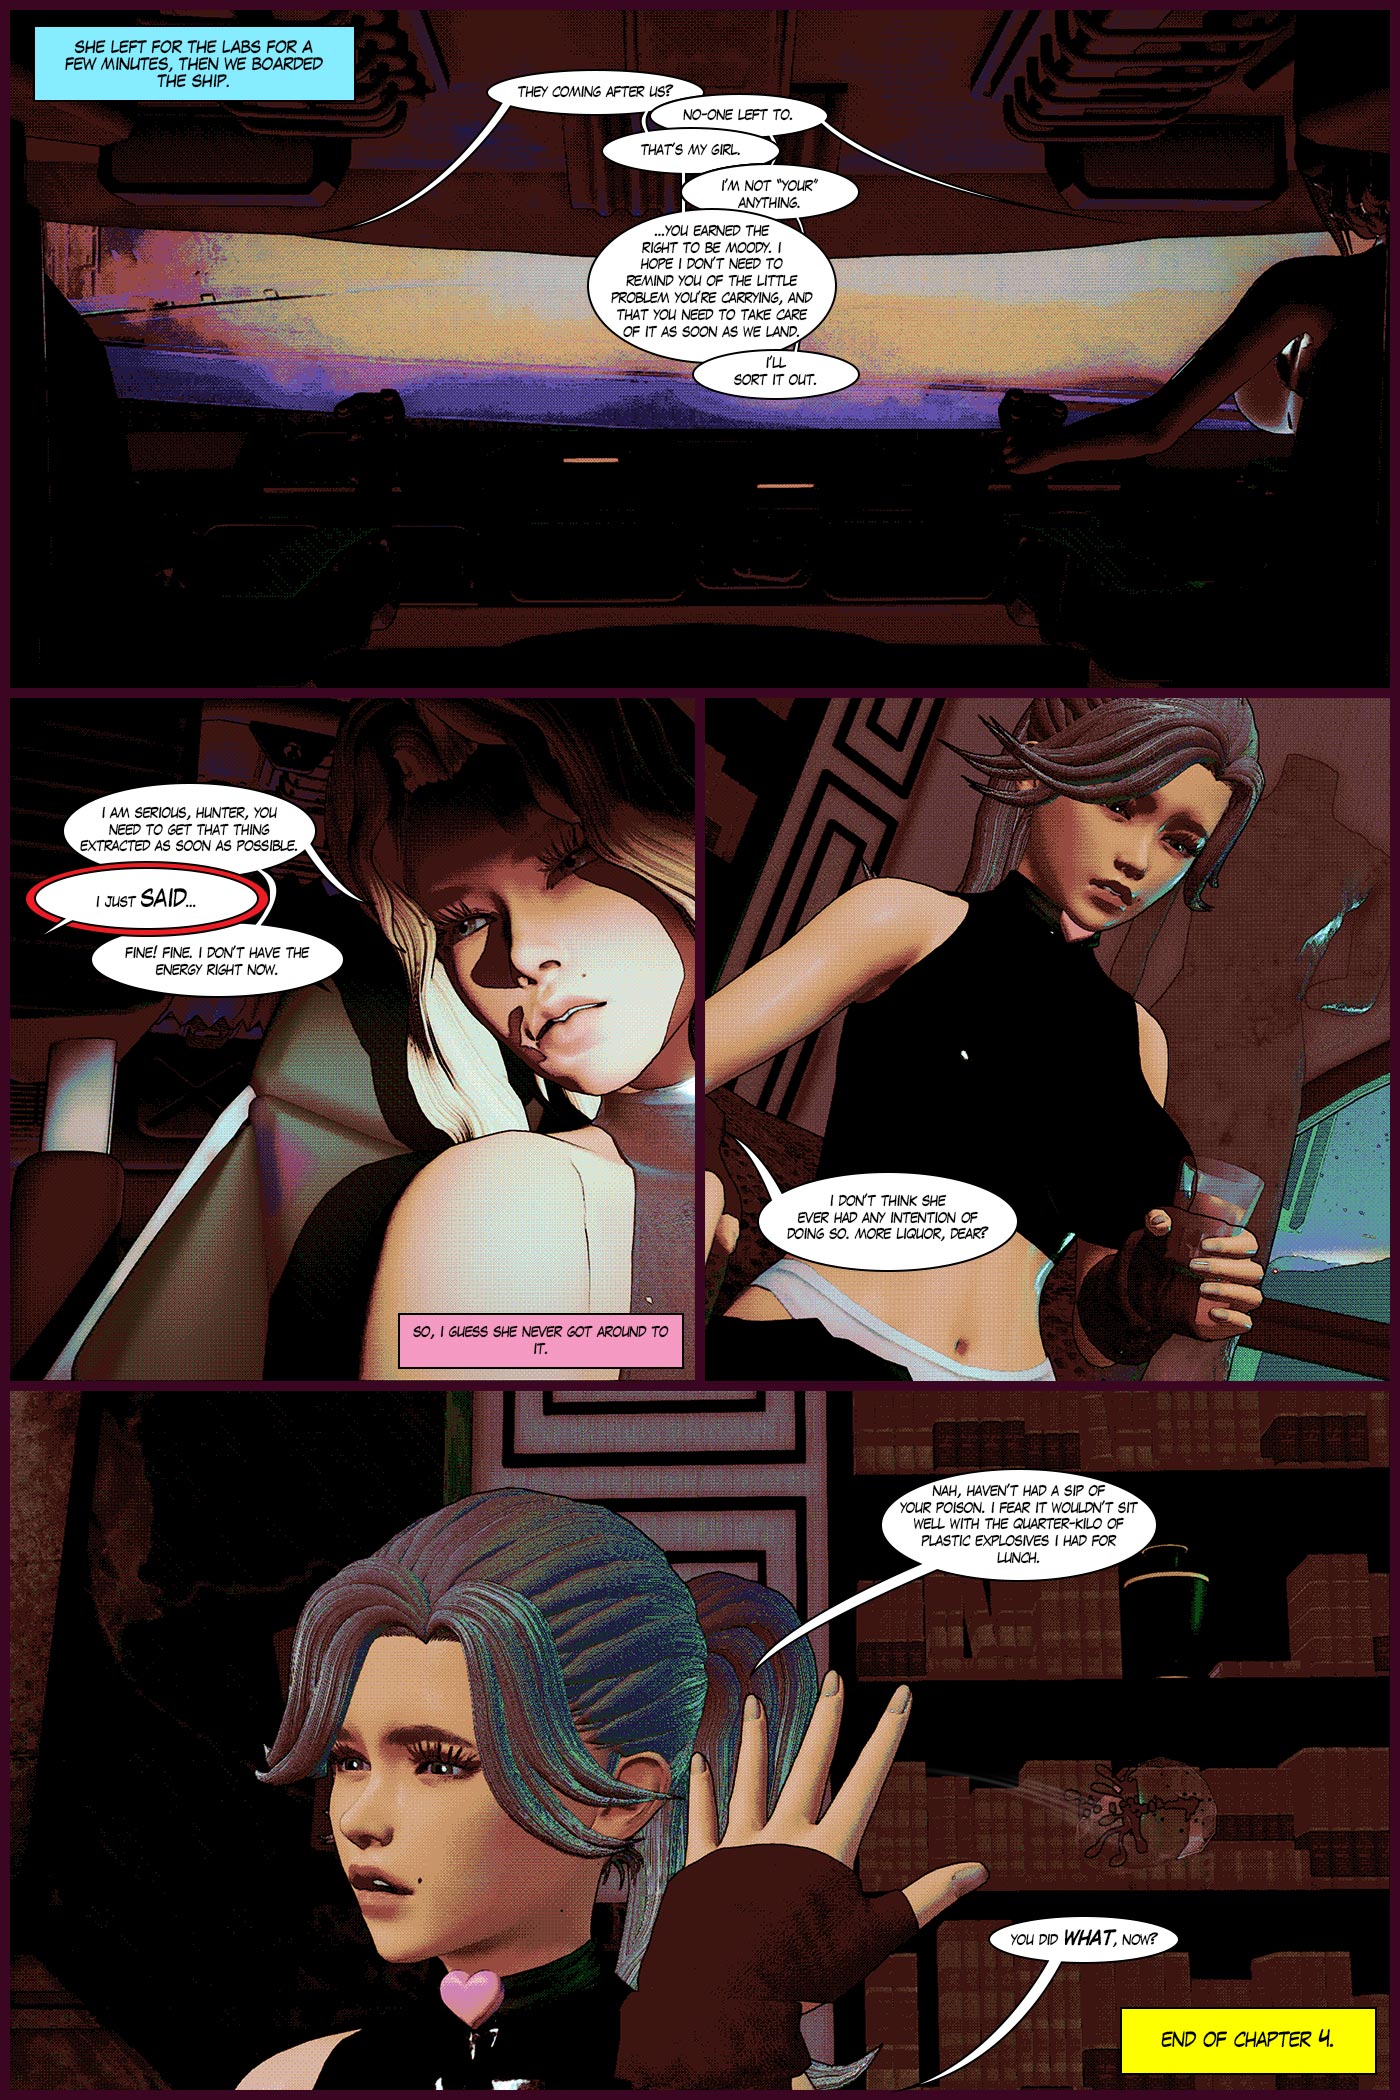 SHE LEFT FOR THE LABS FOR A
FEW MINUTES, THEN WE BOARDED
THE SHIP.
THEY COMING AFTER US?
NO-ONE LEFT TO.
THAT'S MY GIRL.
I'M NOT "YOUR"
ANYTHING.
...YOU EARNED THE
RIGHT TO BE MOODY. I
HOPE I DON'T NEED TO
REMIND YOU OF THE LITTLE
PROBLEM YOU'RE CARRYING, AND
THAT YOU NEED TO TAKE CARE
OF IT AS SOON AS WE LAND.
I'LL
SORT IT OUT.
I AM SERIOUS, HUNTER, YOU
NEED TO GET THAT THING
EXTRACTED AS SOON AS POSSIBLE.
I JUST SAID...
FINE! FINE. I DON'T HAVE THE
ENERGY RIGHT NOW.
SO, I GUESS SHE NEVER GOT AROUND TO
IT.
I DON'T THINK SHE
EVER HAD ANY INTENTION OF
DOING SO. MORE LIQUOR, DEAR?
NAH, HAVEN'T HAD A SIP OF
YOUR POISON. I FEAR IT WOULDN'T SIT
WELL WITH THE QUARTER-KILO OF
PLASTIC EXPLOSIVES I HAD FOR
LUNCH.
YOU DID WHAT, NOW?
END OF CHAPTER 4.